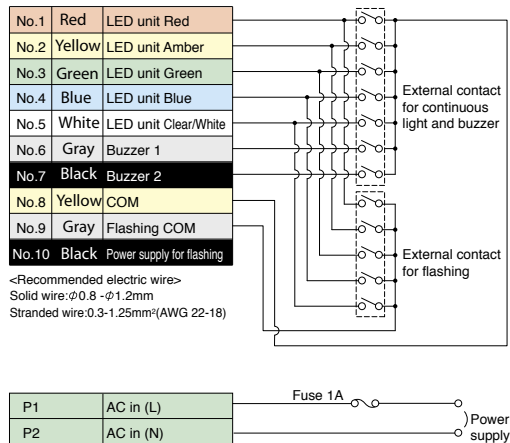 No.1 Red LED unit Red
No.2 Yellow LED unit Amber
No.3 Green LED unit Green
No.4 Blue LED unit Blue
No.5 White LED unit Clear/White
No.6 Gray Buzzer 1
No.7 Black Buzzer 2
No.8 Yellow COM
No.9 Gray Flashing COM
No.10 Black Power supply for flashing
External contact
for continuous
light and buzzer
External contact
for flashing
<Recommended electric wire>
Solid wire:ϕ0.8 -ϕ1.2mm
Stranded wire:0.3-1.25mm²(AWG 22-18)
P1 AC in (L)
P2 AC in (N)
Fuse 1A
Power
supply